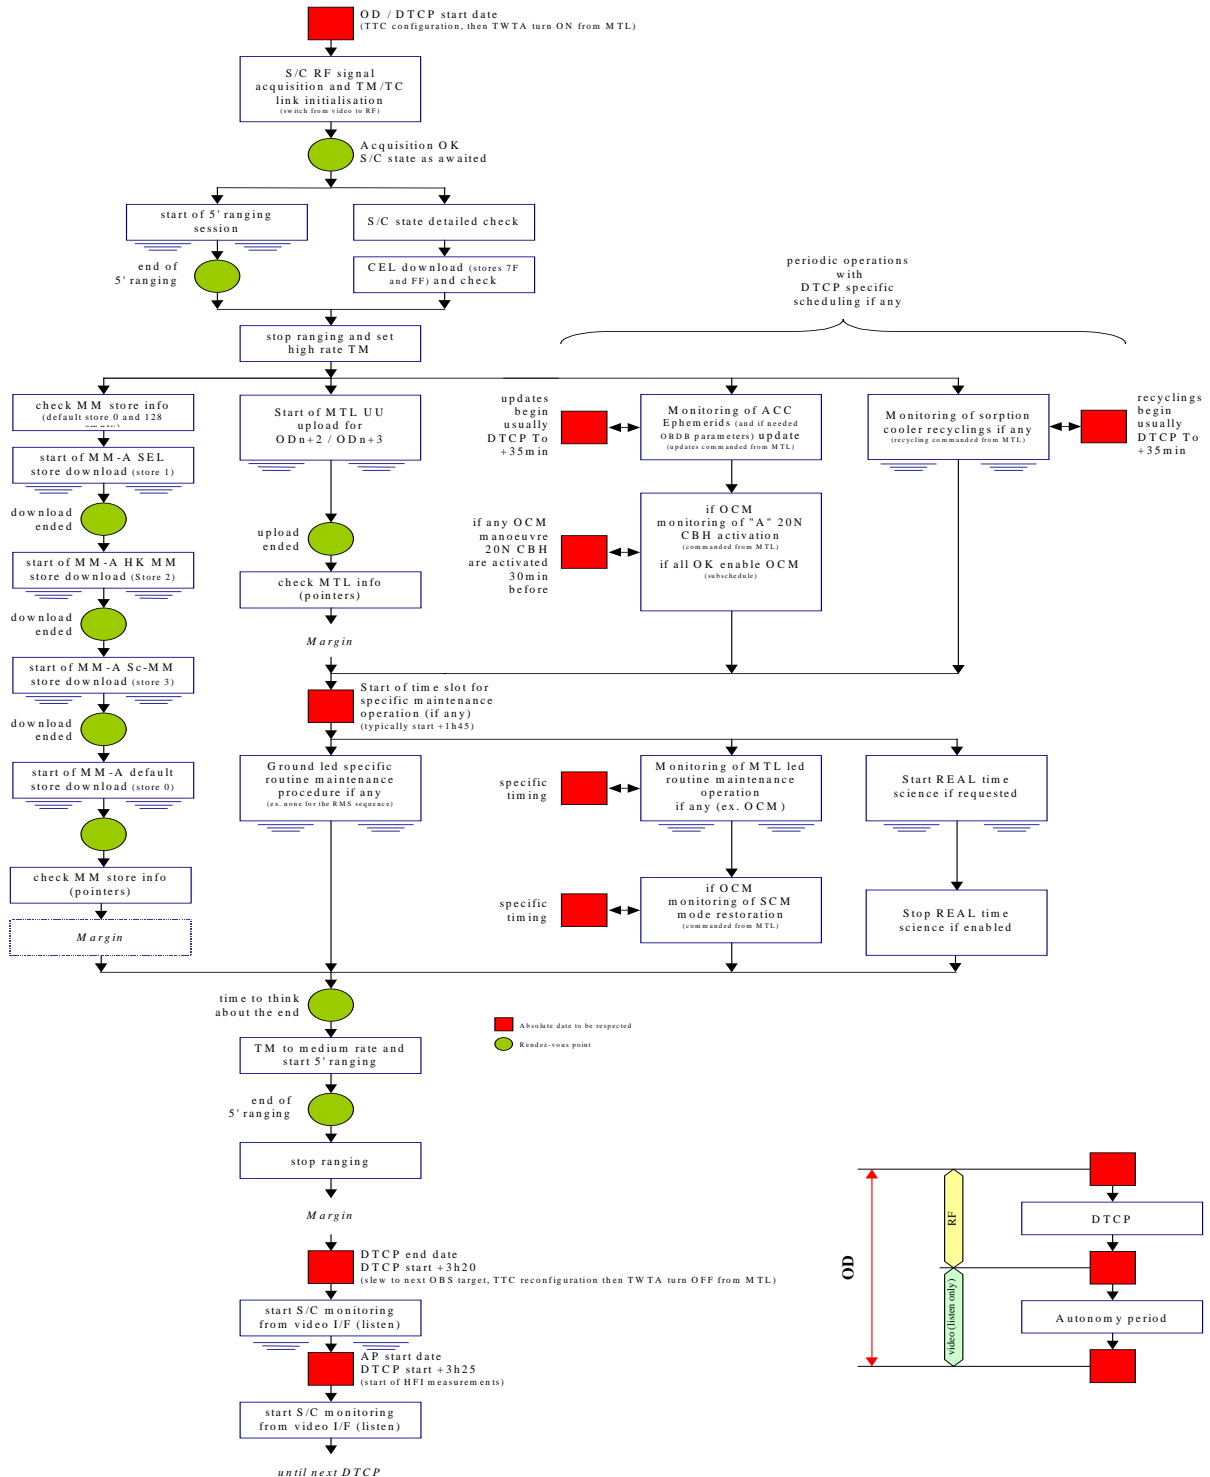 OD / DTCP start date
(TTC configuration, then TWTA turn ON from MTL)
S/C RF signal
acquisition and TM/TC
link initialisation
(switch from video to RF)
Acquisition OK
S/C state as awaited
start of 5' ranging
session
S/C state detailed check
end of
5' ranging
CEL download (stores 7F
and FF) and check
periodic operations
with
DTCP specific
scheduling if any
stop ranging and set
high rate TM
check MM store info
(default store 0 and 128
empty)
Start of MTL UU
upload for
ODn+2 / ODn+3
updates
begin
usually
DTCP To
+35min
Monitoring of ACC
Ephemerids (and if needed
OBDB parameters) update
(updates commanded from MTL)
Monitoring of sorption
cooler recyclings if any
(recycling commanded from MTL)
recyclings
begin
usually
DTCP To
+35min
start of MM-A SEL
store download (store 1)
download
ended
upload
ended
if any OCM
manoeuvre
20N CBH
are activated
30min
before
if OCM
monitoring of "A" 20N
CBH activation
(commanded from MTL)
if all OK enable OCM
(subschedule)
start of MM-A HK MM
store download (Store 2)
check MTL info
(pointers)
download
ended
Margin
start of MM-A Sc-MM
store download (store 3)
Start of time slot for
specific maintenance
operation (if any)
(typically start +1h45)
download
ended
start of MM-A default
store download (store 0)
Ground led specific
routine maintenance
procedure if any
(ex. none for the RMS sequence)
specific
timing
Monitoring of MTL led
routine maintenance
operation
if any (ex. OCM)
Start REAL time
science if requested
check MM store info
(pointers)
specific
timing
if OCM
monitoring of SCM
mode restoration
(commanded from MTL)
Stop REAL time
science if enabled
Margin
time to think
about the end
Absolute date to be respected
Rendez-vous point
TM to medium rate and
start 5' ranging
end of
5' ranging
stop ranging
Margin
DTCP end date
DTCP start +3h20
(slew to next OBS target, TTC reconfiguration then TWTA turn OFF from MTL)
start S/C monitoring
from video I/F (listen)
AP start date
DTCP start +3h25
(start of HFI measurements)
start S/C monitoring
from video I/F (listen)
until next DTCP
OD
RF
video (listen only)
DTCP
Autonomy period